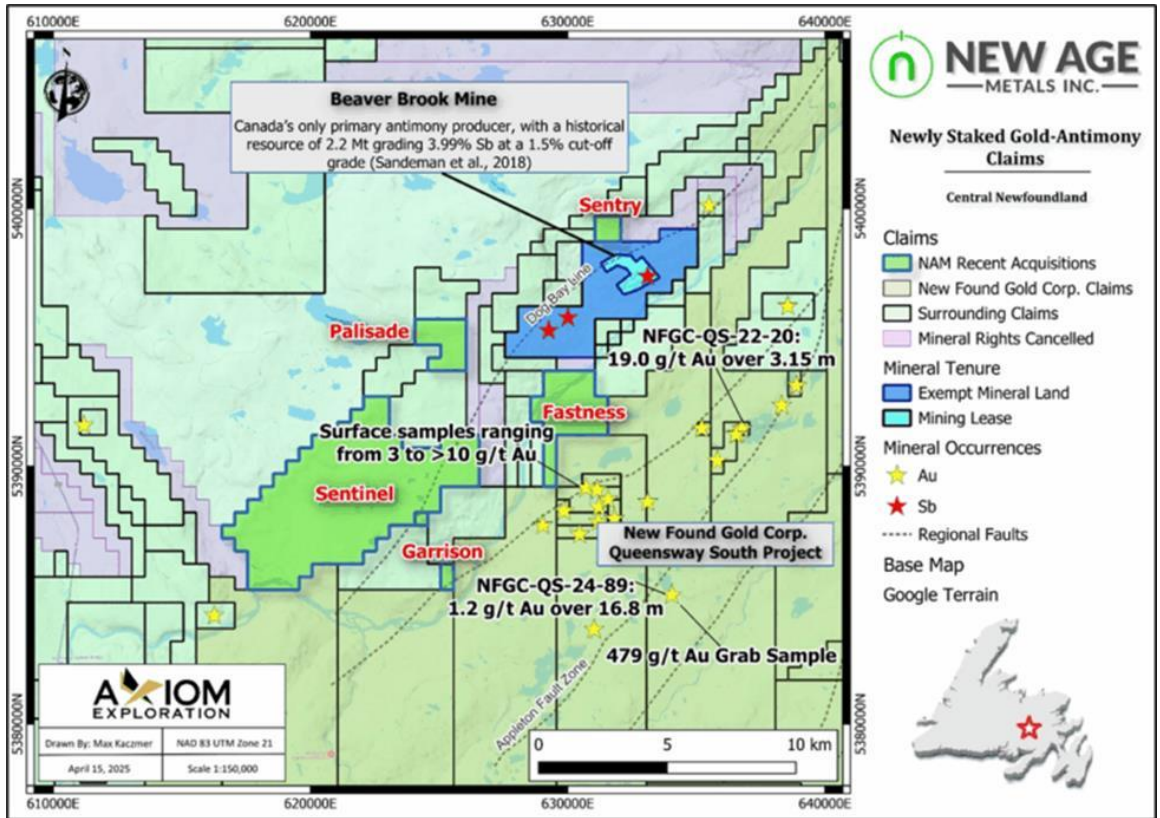 610000E
620000E
630000E
640000E
5400000N
5390000N
5380000N
5400000N
5390000N
5380000N
Beaver Brook Mine
Canada's only primary antimony producer, with a historical
resource of 2.2 Mt grading 3.99% Sb at a 1.5% cut-off
grade (Sandeman et al., 2018)
Sentry
Dog Bay Line
Palisade
NFGC-QS-22-20:
19.0 g/t Au over 3.15 m
Fastness
Surface samples ranging
from 3 to >10 g/t Au
Sentinel
New Found Gold Corp.
Queensway South Project
Garrison
NFGC-QS-24-89:
1.2 g/t Au over 16.8 m
479 g/t Au Grab Sample
Appleton Fault Zone
AXIOM
EXPLORATION
Drawn By: Max Kaczmer
NAD 83 UTM Zone 21
April 15, 2025
Scale 1:150,000
0
5
10 km
610000E
620000E
630000E
640000E
n
NEW AGE
METALS INC.
Newly Staked Gold-Antimony
Claims
Central Newfoundland
Claims
NAM Recent Acquisitions
New Found Gold Corp. Claims
Surrounding Claims
Mineral Rights Cancelled
Mineral Tenure
Exempt Mineral Land
Mining Lease
Mineral Occurrences
Au
Sb
Regional Faults
Base Map
Google Terrain